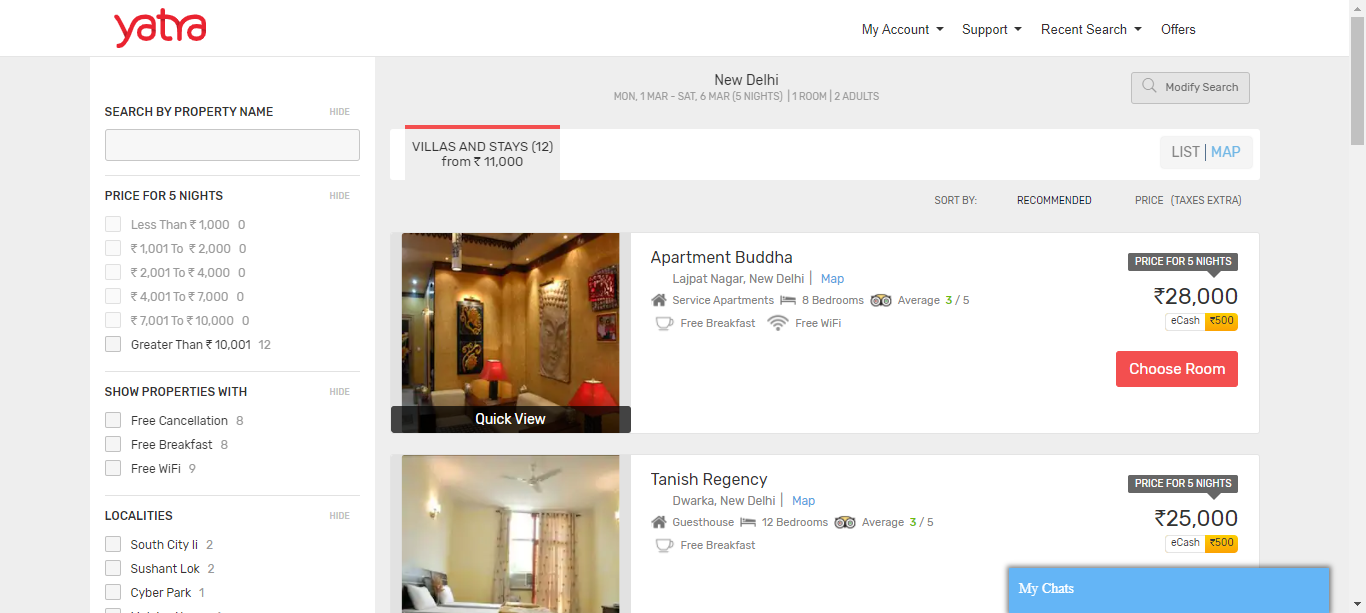 yatra
My Account
Support
Recent Search
Offers
SEARCH BY PROPERTY NAME
HIDE
PRICE FOR 5 NIGHTS
HIDE
Less Than ₹ 1,000 0
₹ 1,001 To ₹ 2,000 0
₹ 2,001 To ₹ 4,000 0
₹ 4,001 To ₹ 7,000 0
₹ 7,001 To ₹ 10,000 0
Greater Than ₹ 10,001 12
SHOW PROPERTIES WITH
HIDE
Free Cancellation 8
Free Breakfast 8
Free WiFi 9
LOCALITIES
HIDE
South City Ii 2
Sushant Lok 2
Cyber Park 1
New Delhi
MON, 1 MAR - SAT, 6 MAR (5 NIGHTS) | 1 ROOM | 2 ADULTS
Modify Search
VILLAS AND STAYS (12)
from ₹ 11,000
LIST | MAP
SORT BY:
RECOMMENDED
PRICE (TAXES EXTRA)
Quick View
Apartment Buddha
Lajpat Nagar, New Delhi | Map
Service Apartments 8 Bedrooms Average 3 / 5
Free Breakfast Free WiFi
PRICE FOR 5 NIGHTS
₹28,000
eCash ₹500
Choose Room
Tanish Regency
Dwarka, New Delhi | Map
Guesthouse 12 Bedrooms Average 3 / 5
Free Breakfast
PRICE FOR 5 NIGHTS
₹25,000
eCash ₹500
My Chats